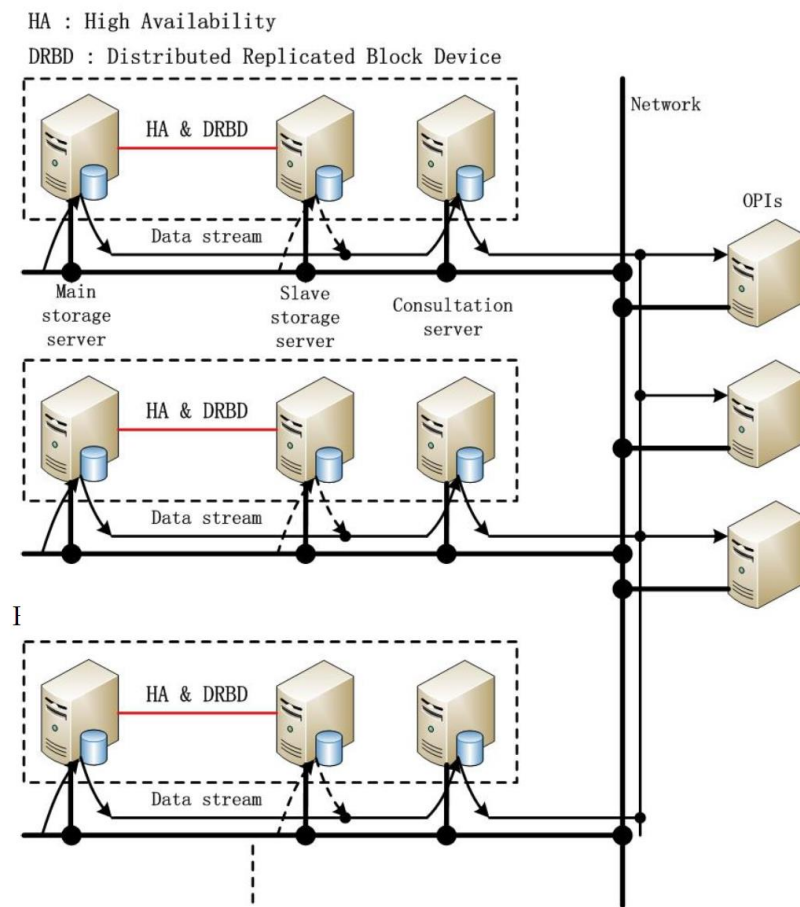 HA : High Availability
DRBD : Distributed Replicated Block Device
Network
HA & DRBD
OPIs
Data stream
Main
storage
server
Slave
storage
server
Consultation
server
HA & DRBD
Data stream
HA & DRBD
Data stream